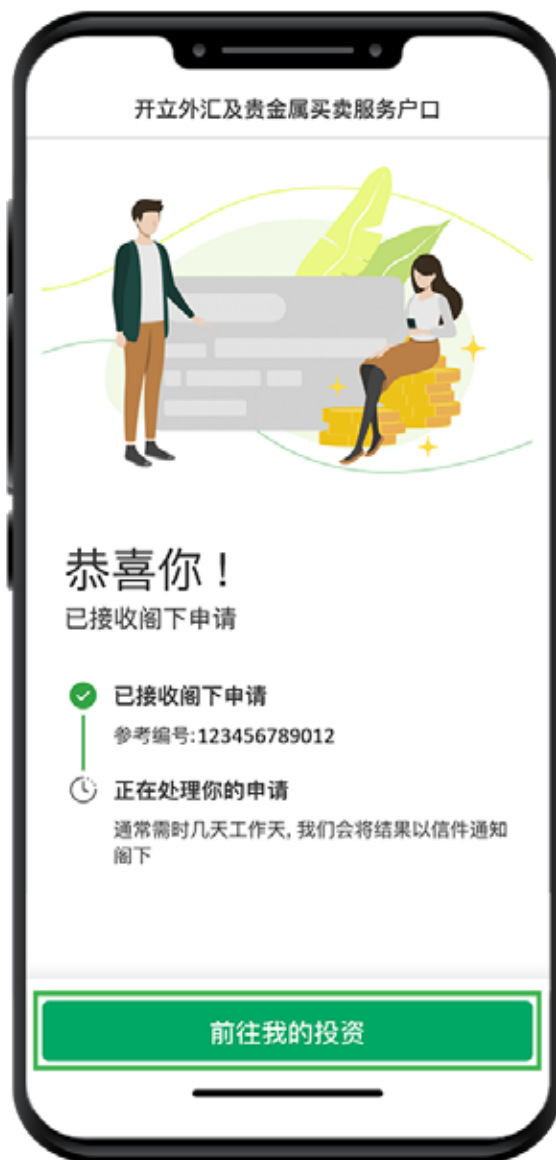 开立外汇及贵金属买卖服务户口
恭喜你！
已接收阁下申请
已接收阁下申请
参考编号:123456789012
正在处理你的申请
通常需时几天工作天, 我们会将结果以信件通知
阁下
前往我的投资